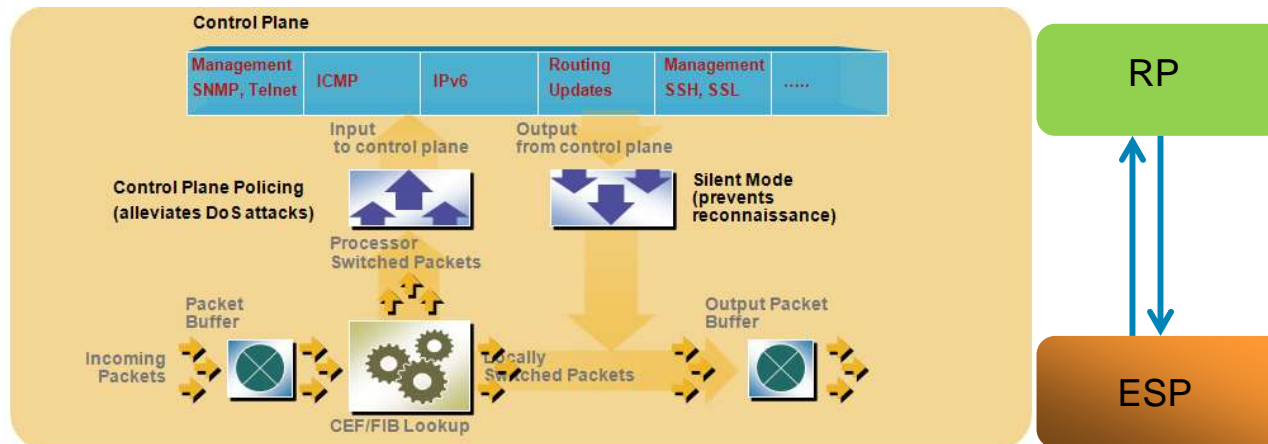 Control Plane
Management
SNMP, Telnet
ICMP
IPv6
Routing
Updates
Management
SSH, SSL
.....
Input
to control plane
Output
from control plane
Control Plane Policing
(alleviates DoS attacks)
Silent Mode
(prevents
reconnaissance)
Processor
Switched Packets
Packet
Buffer
Output Packet
Buffer
Incoming
Packets
Locally
Switched Packets
CEF/FIB Lookup
RP
ESP